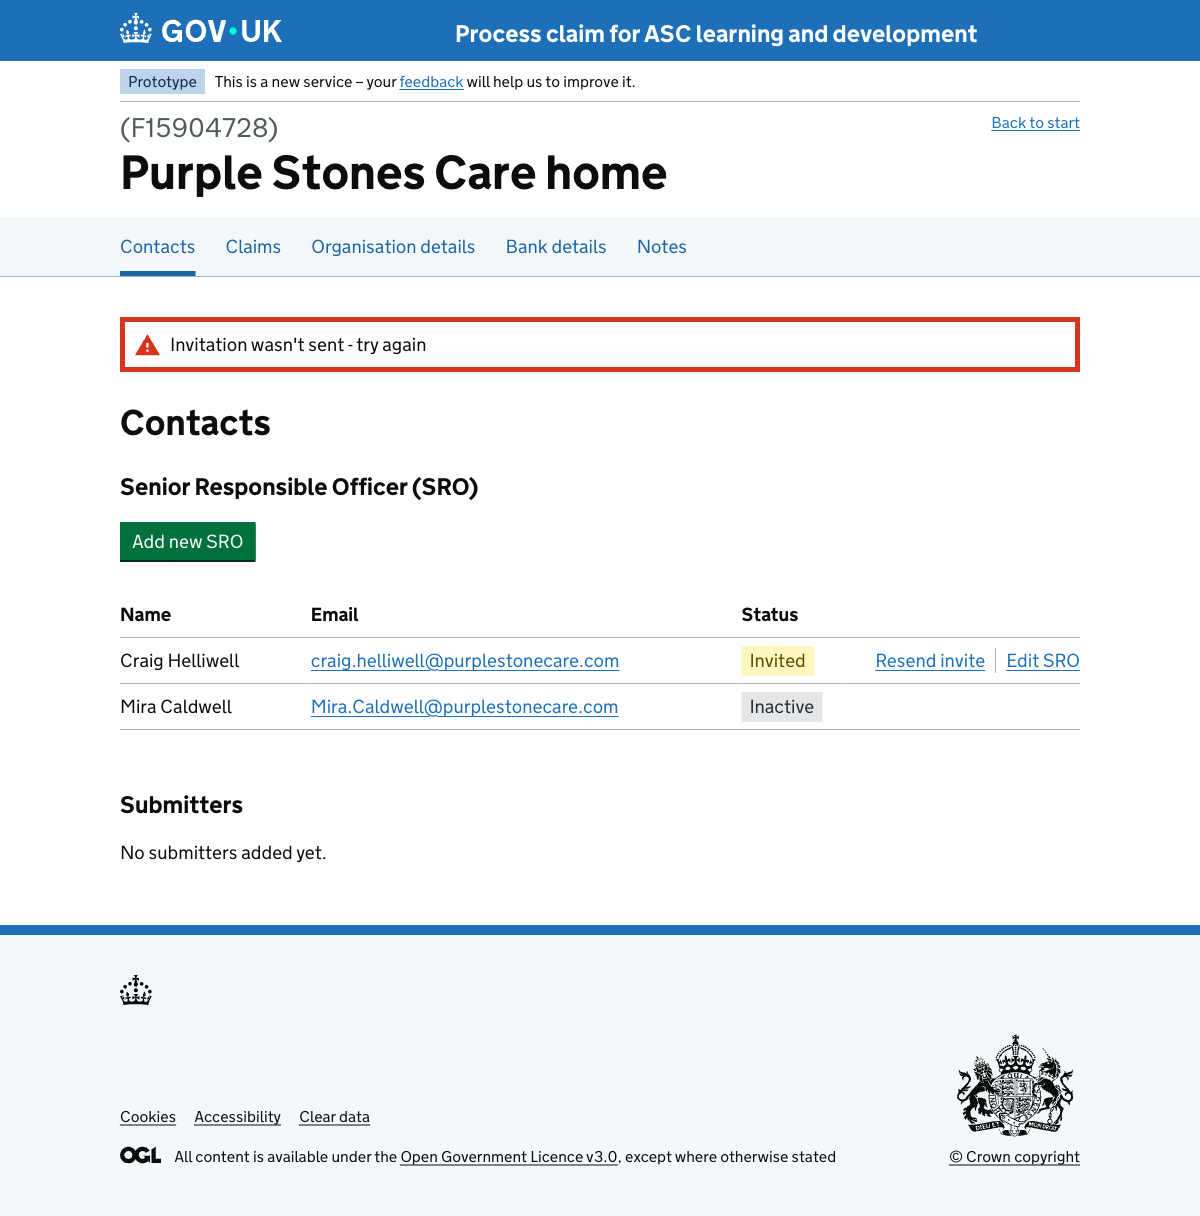 GOV·UK
Process claim for ASC learning and development
Prototype This is a new service – your feedback will help us to improve it.
(F15904728)
Back to start
Purple Stones Care home
Contacts Claims Organisation details Bank details Notes
Invitation wasn't sent - try again
Contacts
Senior Responsible Officer (SRO)
Add new SRO
Name Email Status
Craig Helliwell craig.helliwell@purplestonecare.com Invited Resend invite Edit SRO
Mira Caldwell Mira.Caldwell@purplestonecare.com Inactive
Submitters
No submitters added yet.
Cookies Accessibility Clear data
OGL All content is available under the Open Government Licence v3.0, except where otherwise stated
© Crown copyright